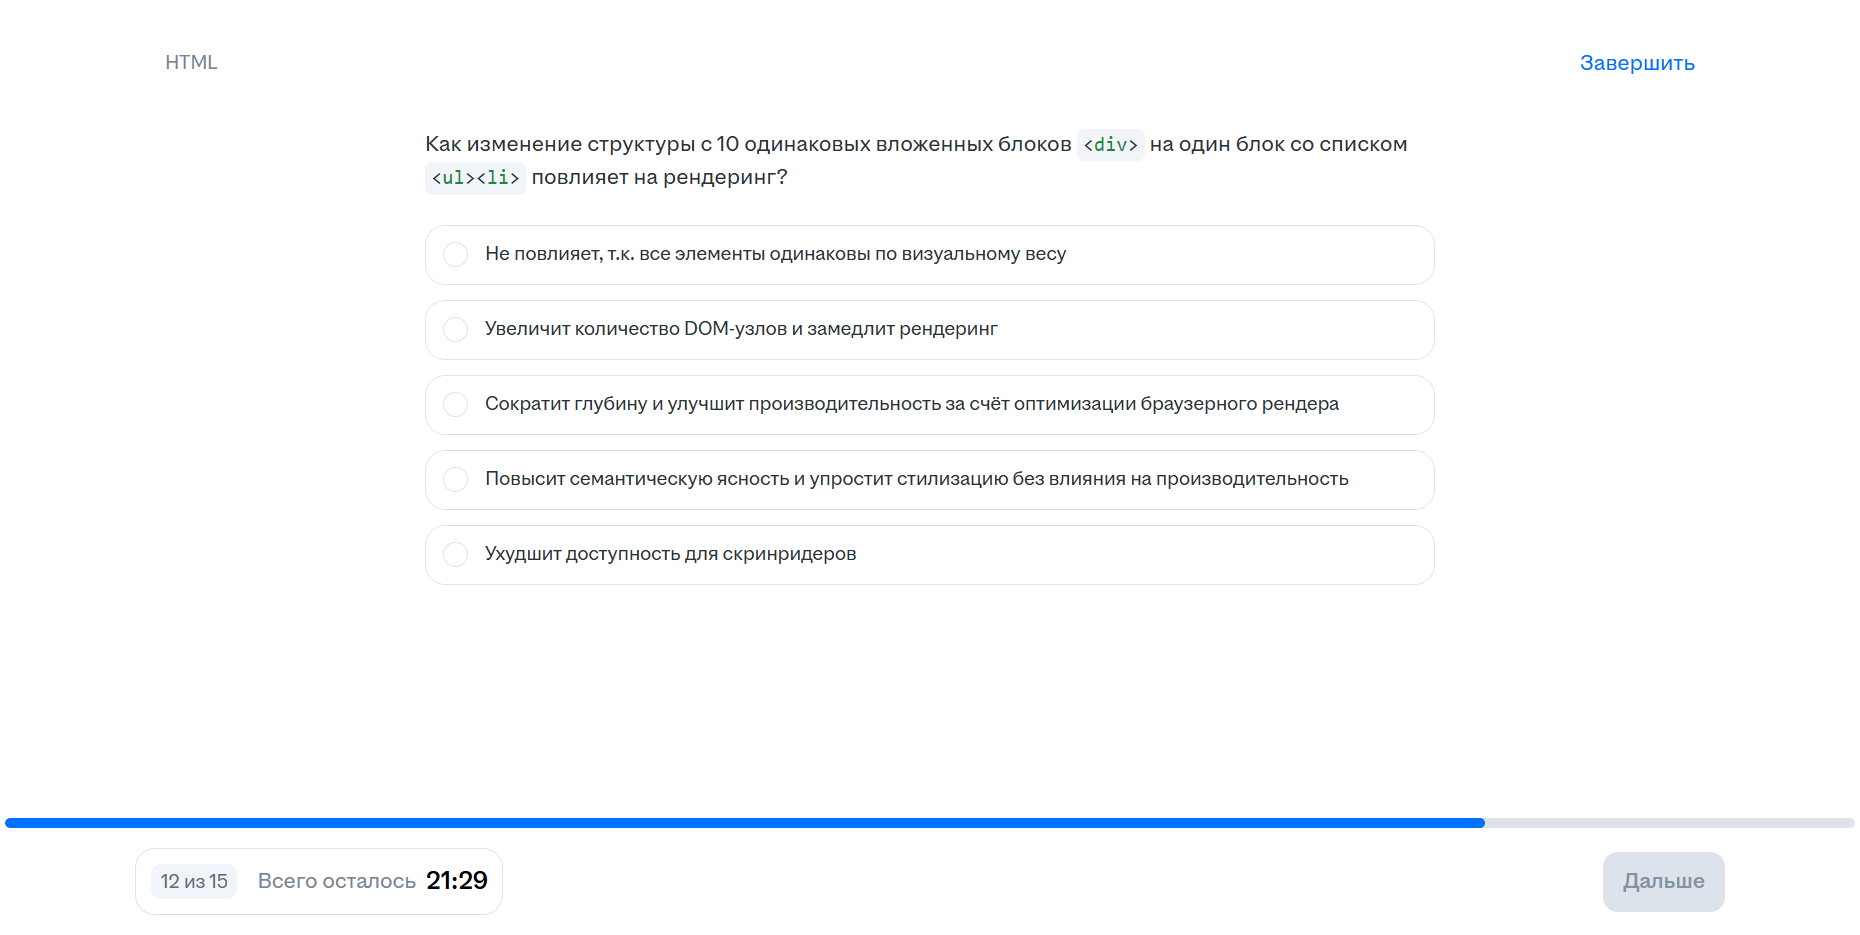 HTML
Завершить
Как изменение структуры с 10 одинаковых вложенных блоков <div> на один блок со списком
<ul><li> повлияет на рендеринг?
Не повлияет, т.к. все элементы одинаковы по визуальному весу
Увеличит количество DOM-узлов и замедлит рендеринг
Сократит глубину и улучшит производительность за счёт оптимизации браузерного рендера
Повысит семантическую ясность и упростит стилизацию без влияния на производительность
Ухудшит доступность для скринридеров
12 из 15 Всего осталось 21:29
Дальше